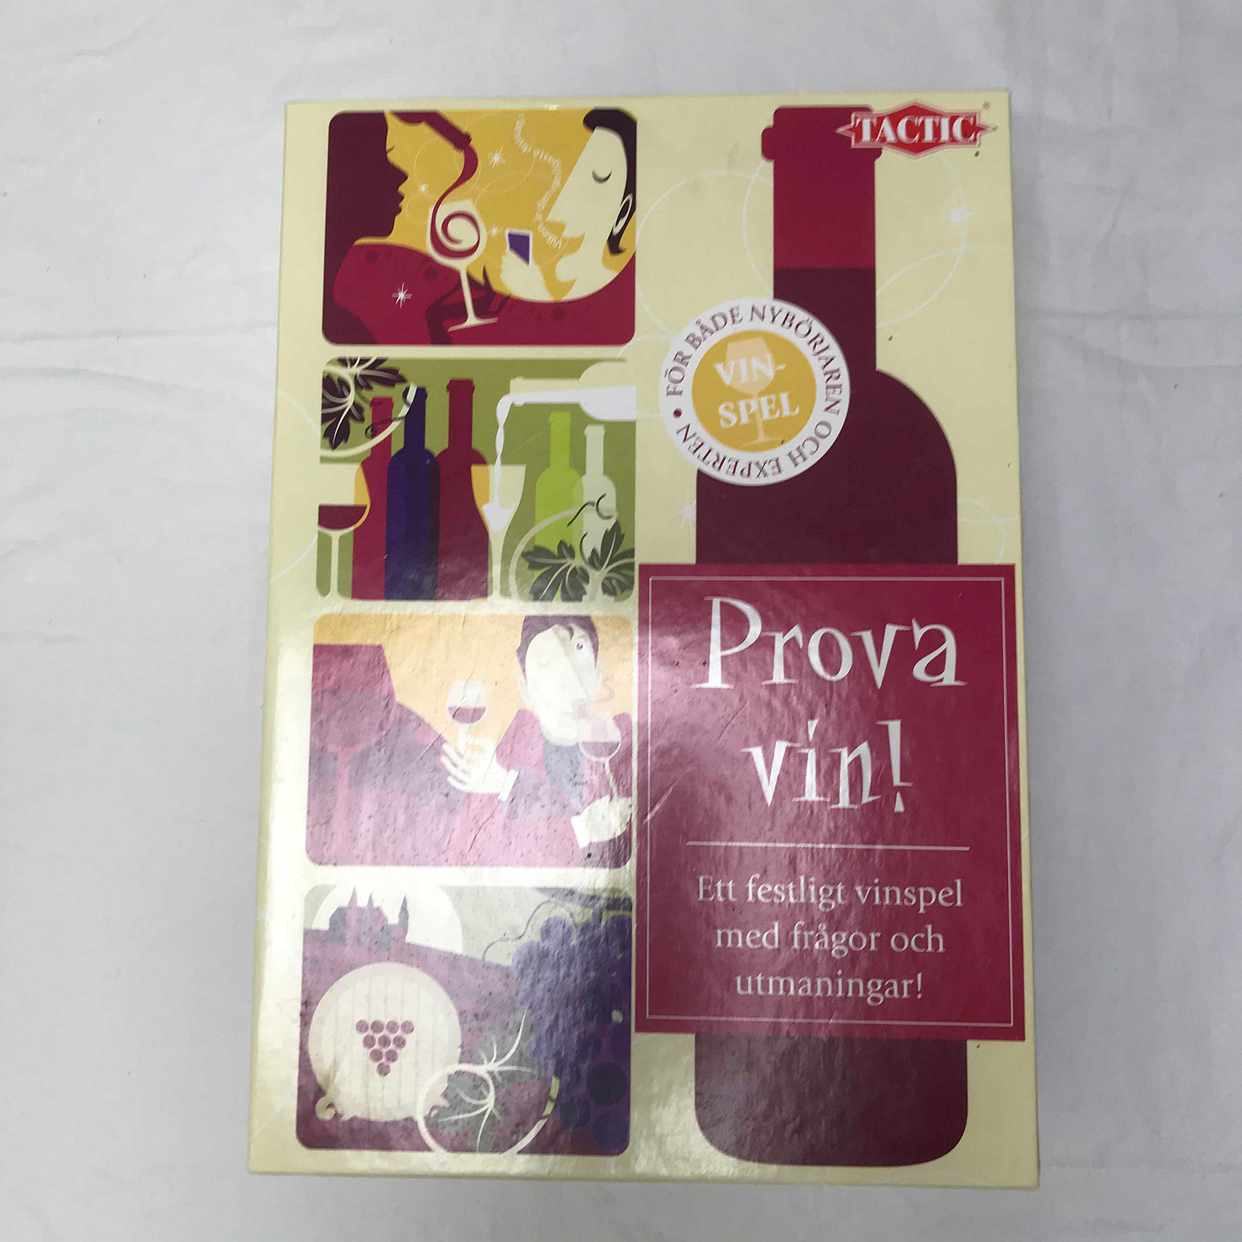 TACTIC
FÖR BÅDE NYBÖRJAREN OCH EXPERTEN •
VIN-
SPEL
Prova
vin!
Ett festligt vinspel
med frågor och
utmaningar!